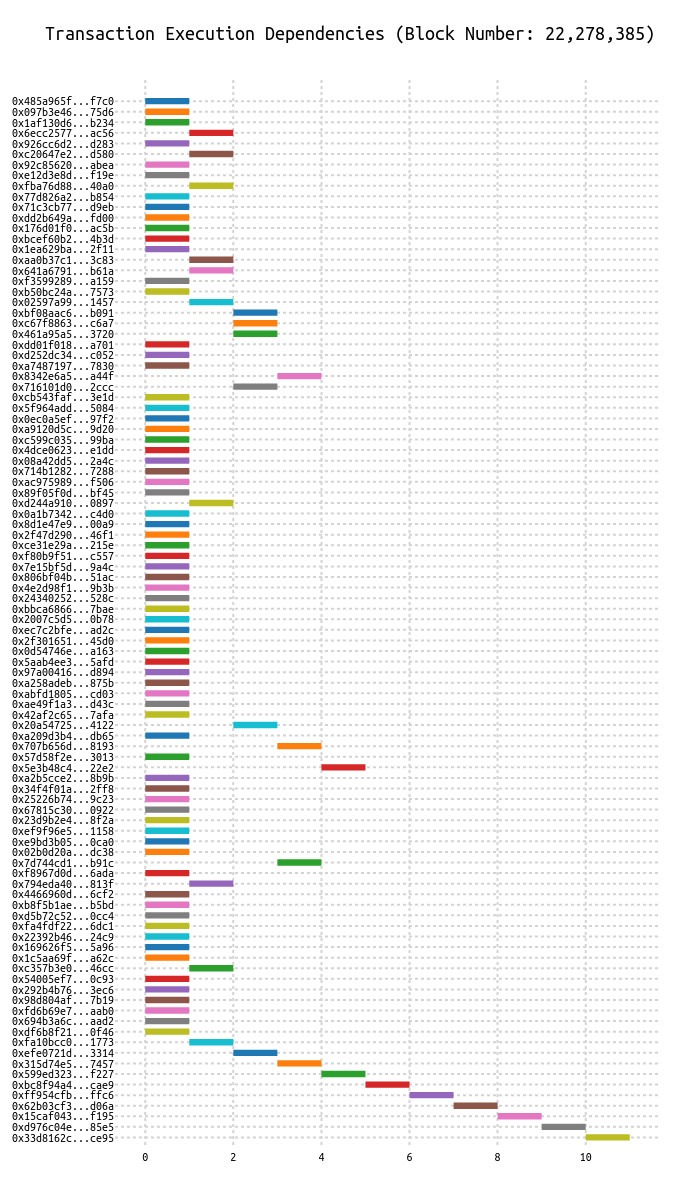 Transaction Execution Dependencies (Block Number: 22,278,385)
0x485a965f...f7c0
0x097b3e46...75d6
0x1af130d6...b234
0x6ecc2577...ac56
0x926cc6d2...d283
0xc20647e2...d580
0x92c85620...abea
0xe12d3e8d...f19e
0xfba76d88...40a0
0x77d826a2...b854
0x71c3cb77...d9eb
0xdd2b649a...fd00
0x176d01f0...ac5b
0xbcef60b2...4b3d
0x1ea629ba...2f11
0xaa0b37c1...3c83
0x641a6791...b61a
0xf3599289...a159
0xb50bc24a...7573
0x02597a99...1457
0xbf08aac6...b091
0xc67f8863...c6a7
0x461a95a5...3720
0xdd01f018...a701
0xd252dc34...c052
0xa7487197...7830
0x8342e6a5...a44f
0x716101d0...2ccc
0xcb543faf...3e1d
0x5f964add...5084
0x0ec0a5ef...97f2
0xa9120d5c...9d20
0xc599c035...99ba
0x4dce0623...e1dd
0x08a42dd5...2a4c
0x714b1282...7288
0xac975989...f506
0x89f05f0d...bf45
0xd244a910...0897
0x0a1b7342...c4d0
0x8d1e47e9...00a9
0x2f47d290...46f1
0xce31e29a...215e
0xf80b9f51...c557
0x7e15bf5d...9a4c
0x806bf04b...51ac
0x4e2d98f1...9b3b
0x24340252...528c
0xbbca6866...7bae
0x2007c5d5...0b78
0xec7c2bfe...ad2c
0x2f301651...45d0
0x0d54746e...a163
0x5aab4ee3...5afd
0x97a00416...d894
0xa258adeb...875b
0xabfd1805...cd03
0xae49f1a3...d43c
0x42af2c65...7afa
0x20a54725...4122
0xa209d3b4...db65
0x707b656d...8193
0x57d58f2e...3013
0x5e3b48c4...22e2
0xa2b5cce2...8b9b
0x34f4f01a...2ff8
0x25226b74...9c23
0x67815c30...0922
0x23d9b2e4...8f2a
0xef9f96e5...1158
0xe9bd3b05...0ca0
0x02b0d20a...dc38
0x7d744cd1...b91c
0xf8967d0d...6ada
0x794eda40...813f
0x4466960d...6cf2
0xb8f5b1ae...b5bd
0xd5b72c52...0cc4
0xfa4fdf22...6dc1
0x22392b46...24c9
0x169626f5...5a96
0x1c5aa69f...a62c
0xc357b3e0...46cc
0x54005ef7...0c93
0x292b4b76...3ec6
0x98d804af...7b19
0xfd6b69e7...aab0
0x694b3a6c...aad2
0xdf6b8f21...0f46
0xfa10bcc0...1773
0xefe0721d...3314
0x315d74e5...7457
0x599ed323...f227
0xbc8f94a4...cae9
0xff954cfb...ffc6
0x62b03cf3...d06a
0x15caf043...f195
0xd976c04e...85e5
0x33d8162c...ce95
0 2 4 6 8 10